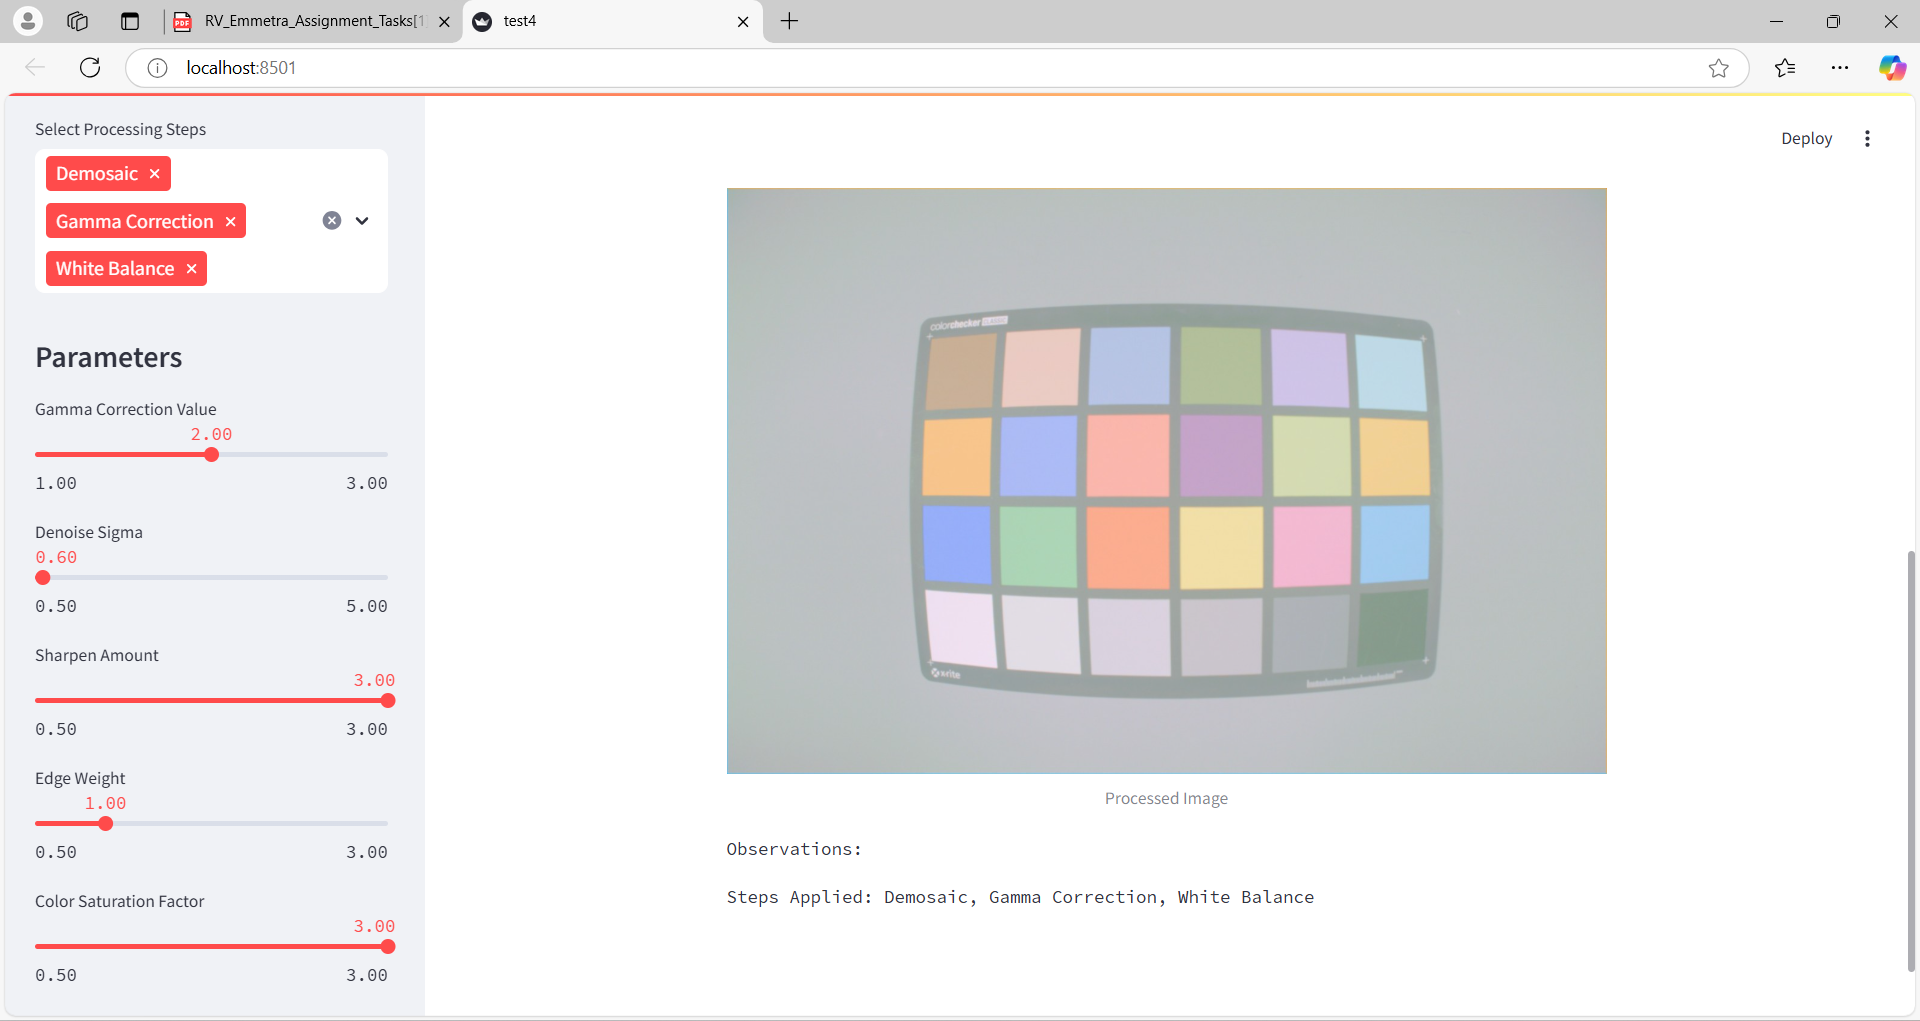 RV_Emmetra_Assignment_Tasks[1]
test4
localhost:8501
Select Processing Steps
Demosaic
Gamma Correction
White Balance
Parameters
Gamma Correction Value
2.00
1.00 3.00
Denoise Sigma
0.60
0.50 5.00
Sharpen Amount
3.00
0.50 3.00
Edge Weight
1.00
0.50 3.00
Color Saturation Factor
3.00
0.50 3.00
Deploy
colorchecker CLASSIC
xrite
Processed Image
Observations:
Steps Applied: Demosaic, Gamma Correction, White Balance